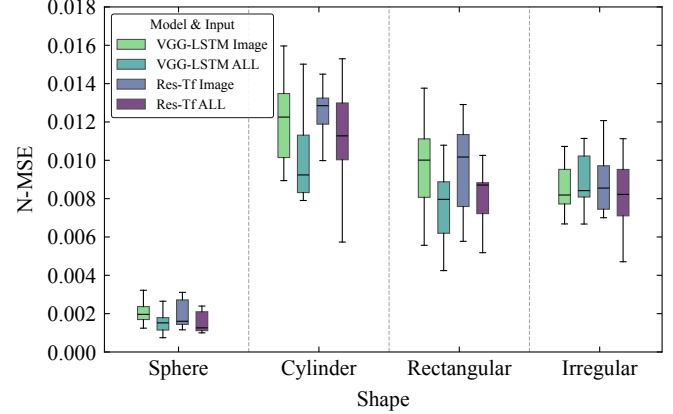 0.018
0.016
0.014
0.012
0.010
0.008
0.006
0.004
0.002
0.000
N-MSE
Model & Input
VGG-LSTM Image
VGG-LSTM ALL
Res-Tf Image
Res-Tf ALL
Sphere Cylinder Rectangular Irregular
Shape